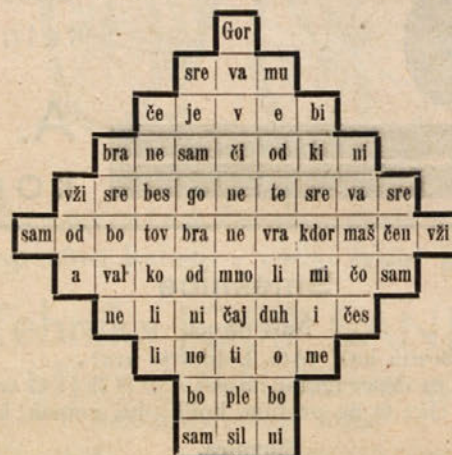 Gor
sre va mu
če je v e bi
bra ne sam či od ki ni
vži sre bes go ne te sre va sre
sam od bo tov bra ne vra kdor maš čen vži
a val ko od mno li mi čo sam
ne li ni čaj duh i čes
li no ti o me
bo ple bo
sam sil ni